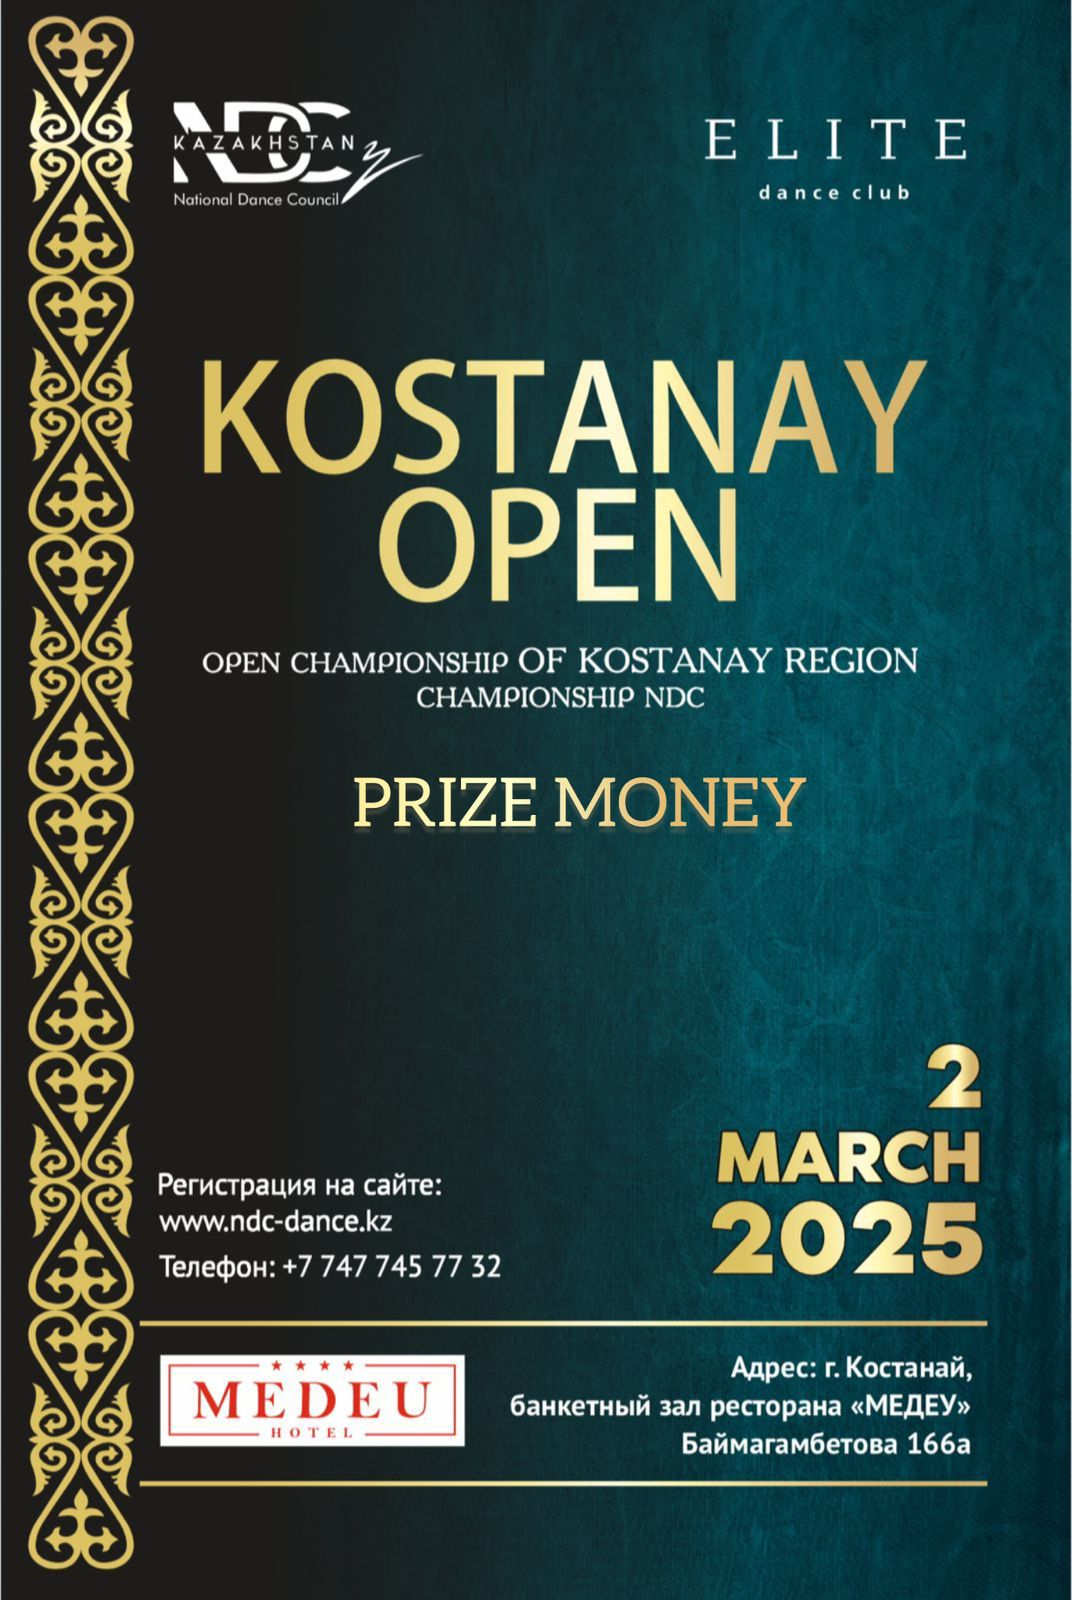 NDC
KAZAKHSTAN
National Dance Council
ELITE
dance club
KOSTANAY
OPEN
OPEN CHAMPIONSHIP OF KOSTANAY REGION
CHAMPIONSHIP NDC
PRIZE MONEY
2
MARCH
2025
Регистрация на сайте:
www.ndc-dance.kz
Телефон: +7 747 745 77 32
MEDEU
HOTEL
Адрес: г. Костанай,
банкетный зал ресторана «МЕДЕУ»
Баймагамбетова 166а